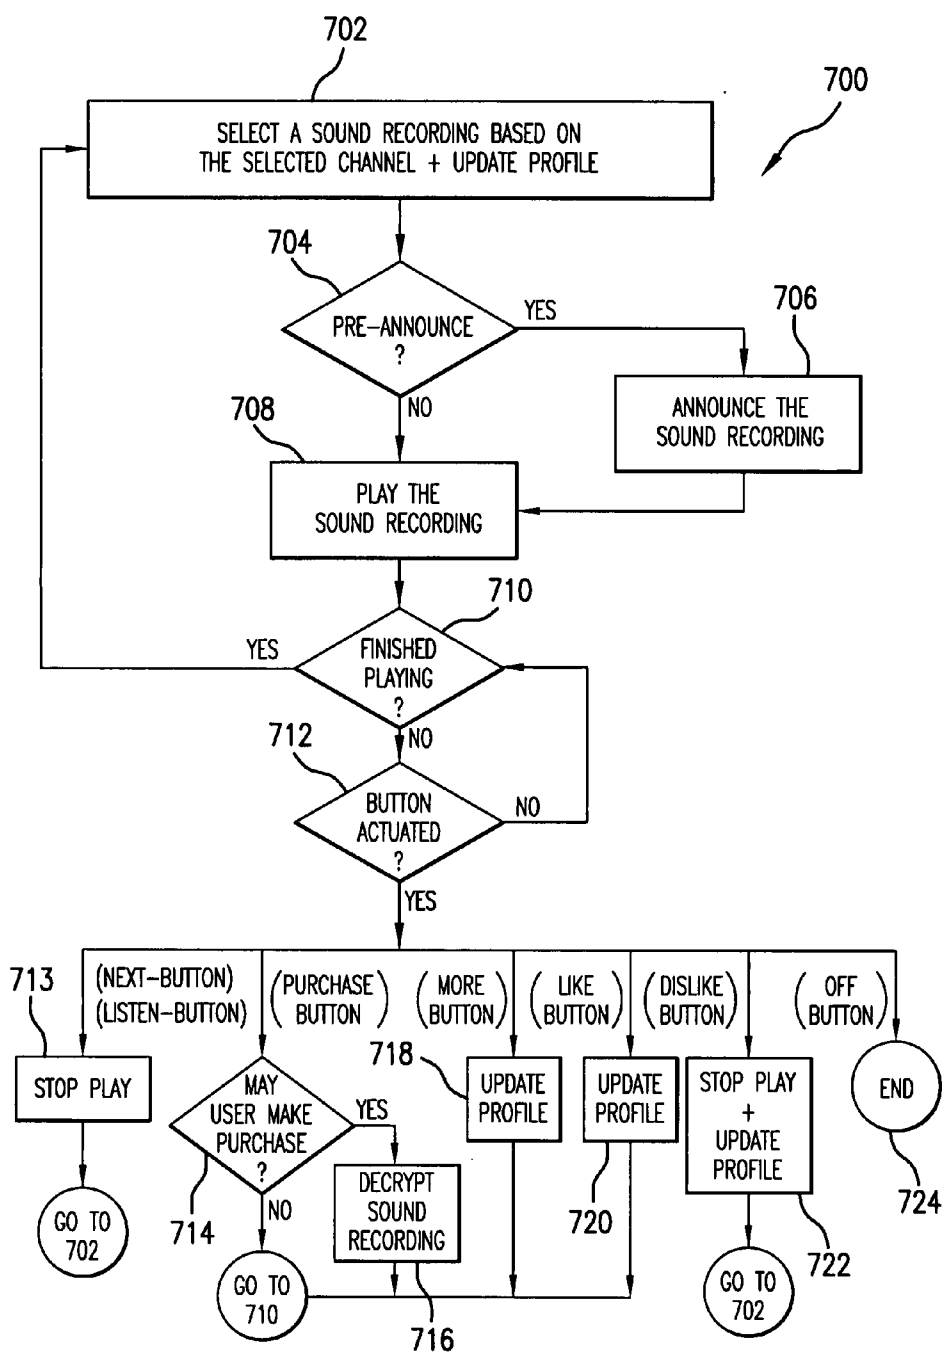 702
700
SELECT A SOUND RECORDING BASED ON
THE SELECTED CHANNEL + UPDATE PROFILE
704
PRE-ANNOUNCE
?
YES
NO
706
ANNOUNCE THE
SOUND RECORDING
708
PLAY THE
SOUND RECORDING
710
YES
FINISHED
PLAYING
?
NO
712
BUTTON
ACTUATED
?
NO
YES
713
(NEXT-BUTTON)
(LISTEN-BUTTON)
(PURCHASE
BUTTON)
(MORE
BUTTON)
(LIKE
BUTTON)
(DISLIKE
BUTTON)
(OFF
BUTTON)
STOP PLAY
GO TO
702
MAY
USER MAKE
PURCHASE
?
YES
714
NO
GO TO
710
DECRYPT
SOUND
RECORDING
716
718
UPDATE
PROFILE
UPDATE
PROFILE
720
STOP PLAY
+
UPDATE
PROFILE
722
GO TO
702
END
724